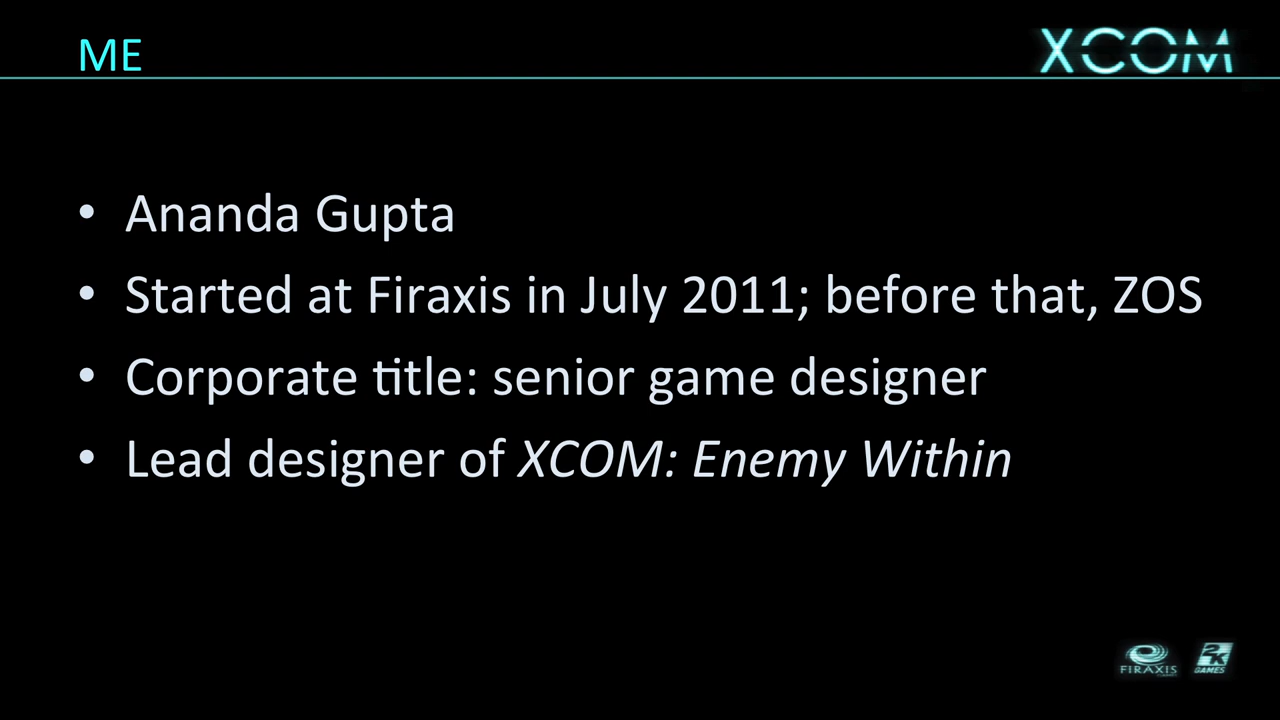 ME
XCOM
• Ananda Gupta
• Started at Firaxis in July 2011; before that, ZOS
• Corporate title: senior game designer
• Lead designer of XCOM: Enemy Within
FIRAXIS
2K
GAMES